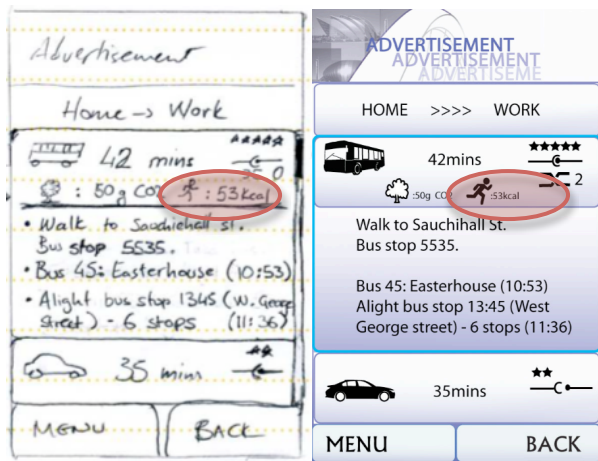 Advertisement
Home -> Work
42 mins
: 50g CO2 : 53kcal
• Walk to Sauchiehall St.
Bus stop 5535.
• Bus 45: Easterhouse (10:53)
• Alight bus stop 1345 (W. George
Street) - 6 stops (11:36)
35 mins
MENU BACK
ADVERTISEMENT
ADVERTISEMENT
ADVERTISEME
HOME >>>> WORK
42mins
2
:50g CO2 :53kcal
Walk to Sauchihall St.
Bus stop 5535.
Bus 45: Easterhouse (10:53)
Alight bus stop 13:45 (West
George street) - 6 stops (11:36)
35mins
MENU BACK